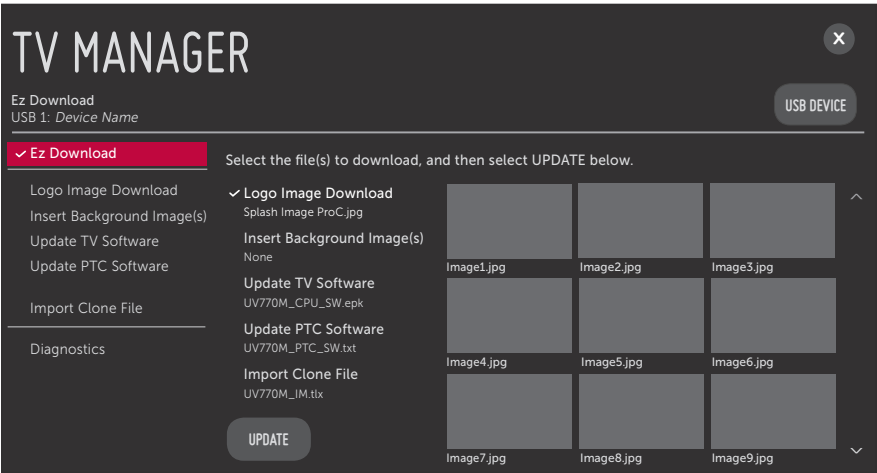 TV MANAGER
X
Ez Download
USB 1: Device Name
USB DEVICE
Ez Download
Logo Image Download
Insert Background Image(s)
Update TV Software
Update PTC Software
Import Clone File
Diagnostics
Select the file(s) to download, and then select UPDATE below.
Logo Image Download
Splash Image ProC.jpg
Insert Background Image(s)
None
Update TV Software
UV770M_CPU_SW.epk
Update PTC Software
UV770M_PTC_SW.txt
Import Clone File
UV770M_IM.tlx
UPDATE
Image1.jpg
Image2.jpg
Image3.jpg
Image4.jpg
Image5.jpg
Image6.jpg
Image7.jpg
Image8.jpg
Image9.jpg